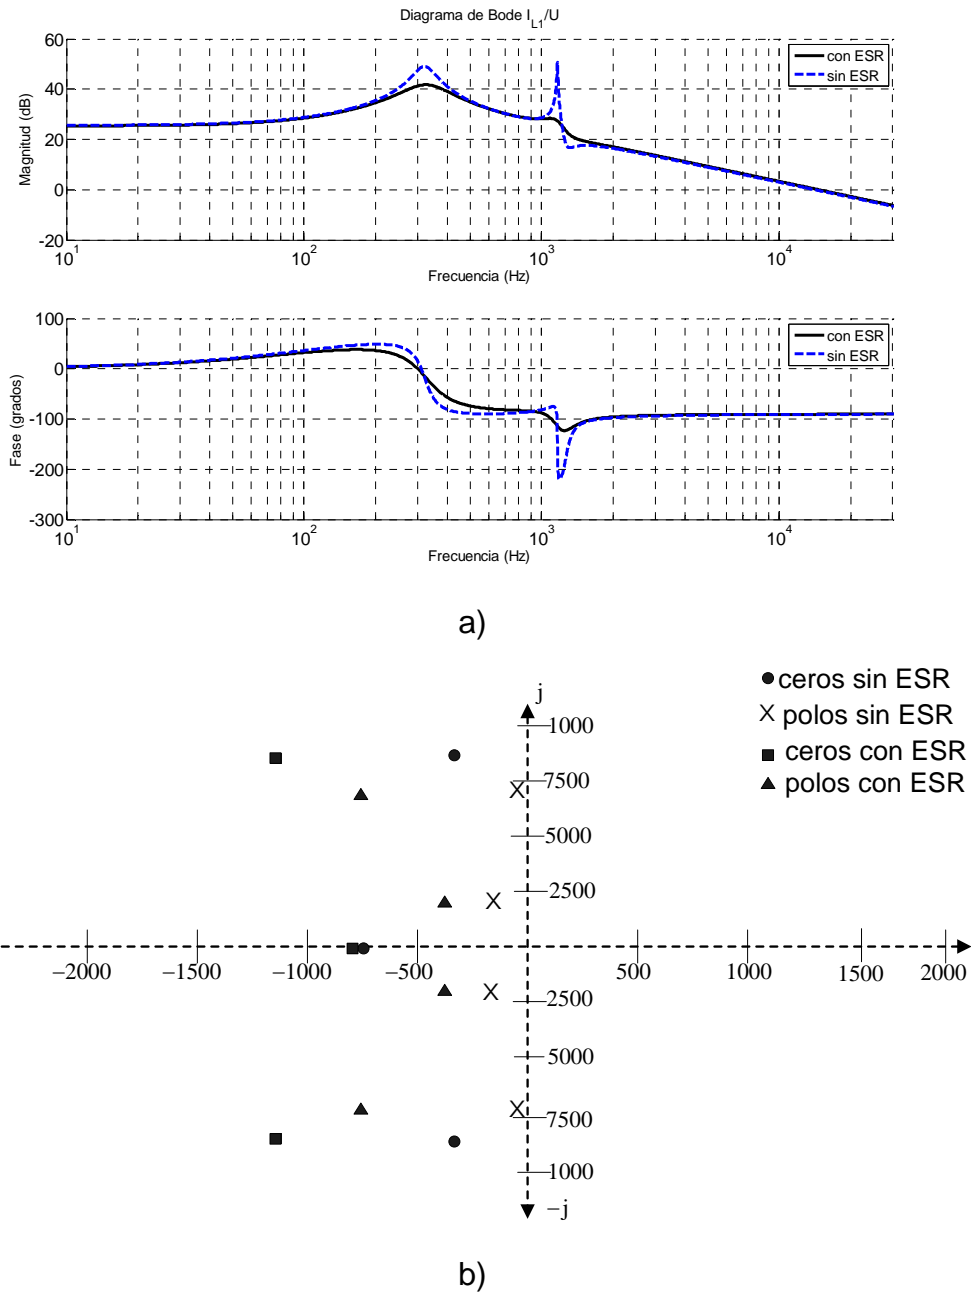 Diagrama de Bode I_L1/U
60
40
20
0
-20
Magnitud (dB)
con ESR
sin ESR
10^1
10^2
10^3
10^4
Frecuencia (Hz)
100
0
-100
-200
-300
Fase (grados)
con ESR
sin ESR
10^1
10^2
10^3
10^4
Frecuencia (Hz)
a)
ceros sin ESR
polos sin ESR
ceros con ESR
polos con ESR
j
1000
7500
5000
2500
−2000 −1500 −1000 −500 500 1000 1500 2000
2500
5000
7500
1000
−j
b)